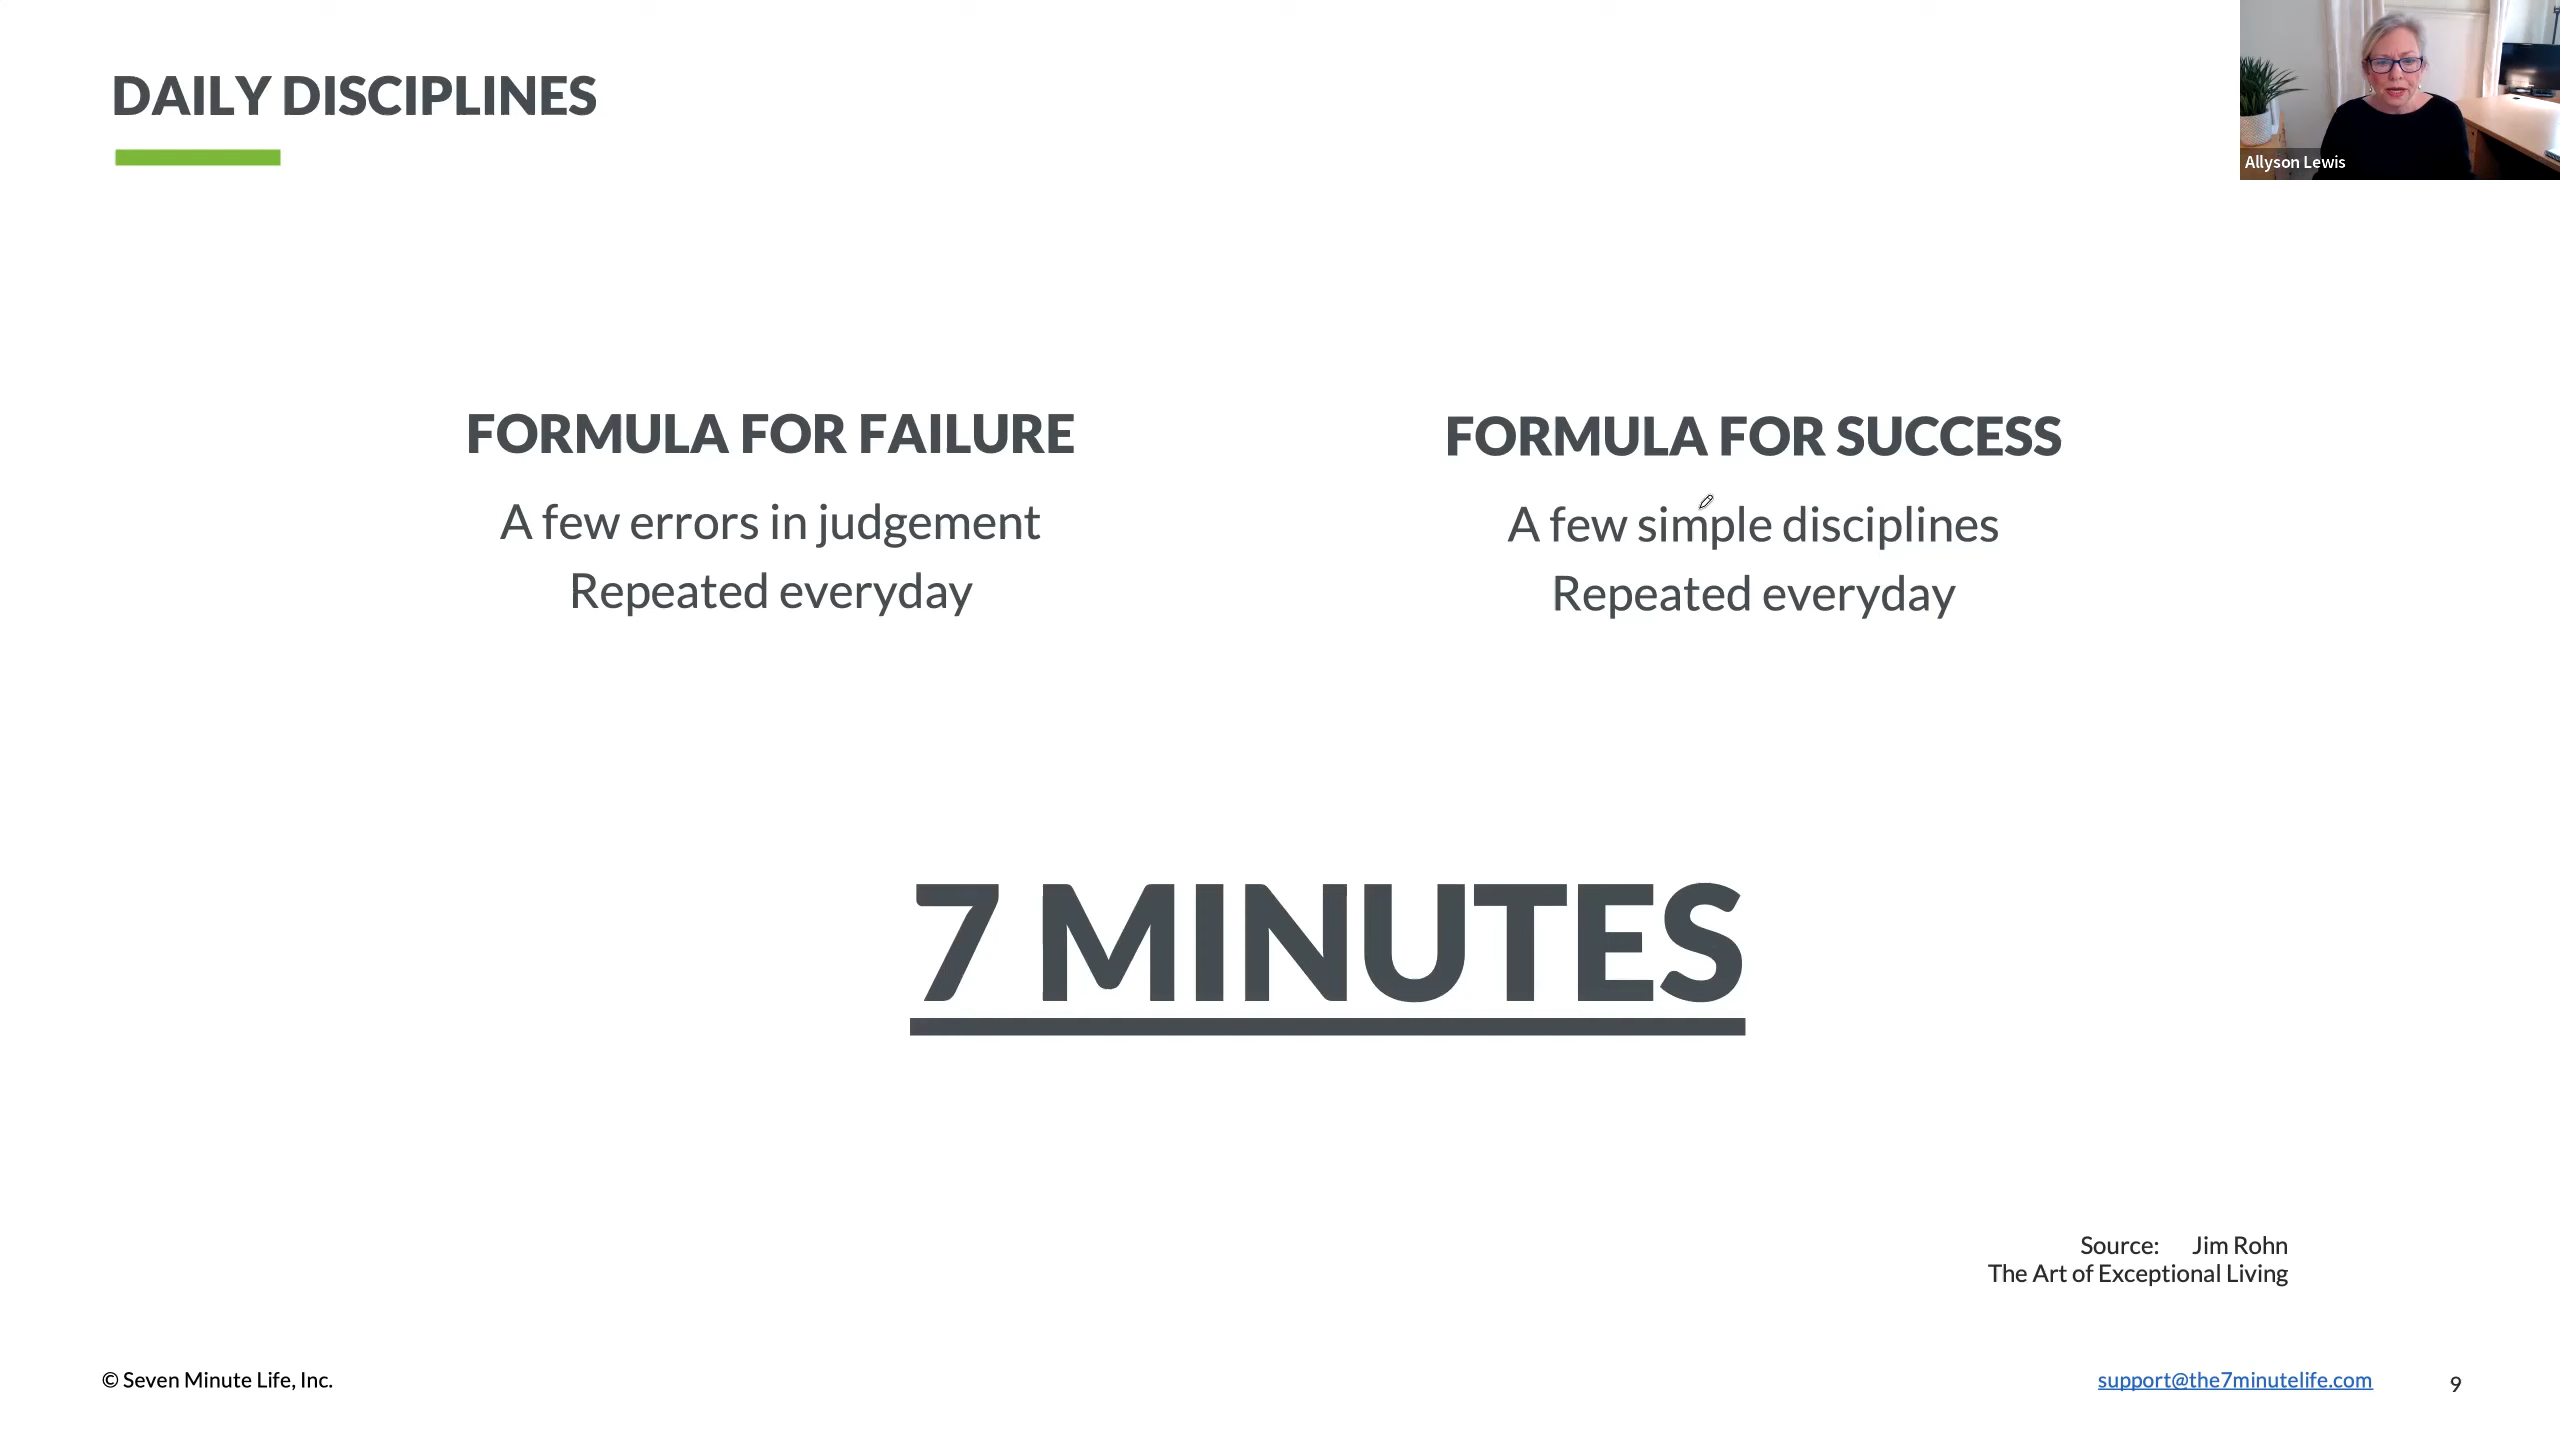 DAILY DISCIPLINES
Allyson Lewis
FORMULA FOR FAILURE
A few errors in judgement
Repeated everyday
FORMULA FOR SUCCESS
A few simple disciplines
Repeated everyday
7 MINUTES
Source: Jim Rohn
The Art of Exceptional Living
© Seven Minute Life, Inc.
support@the7minutelife.com
9